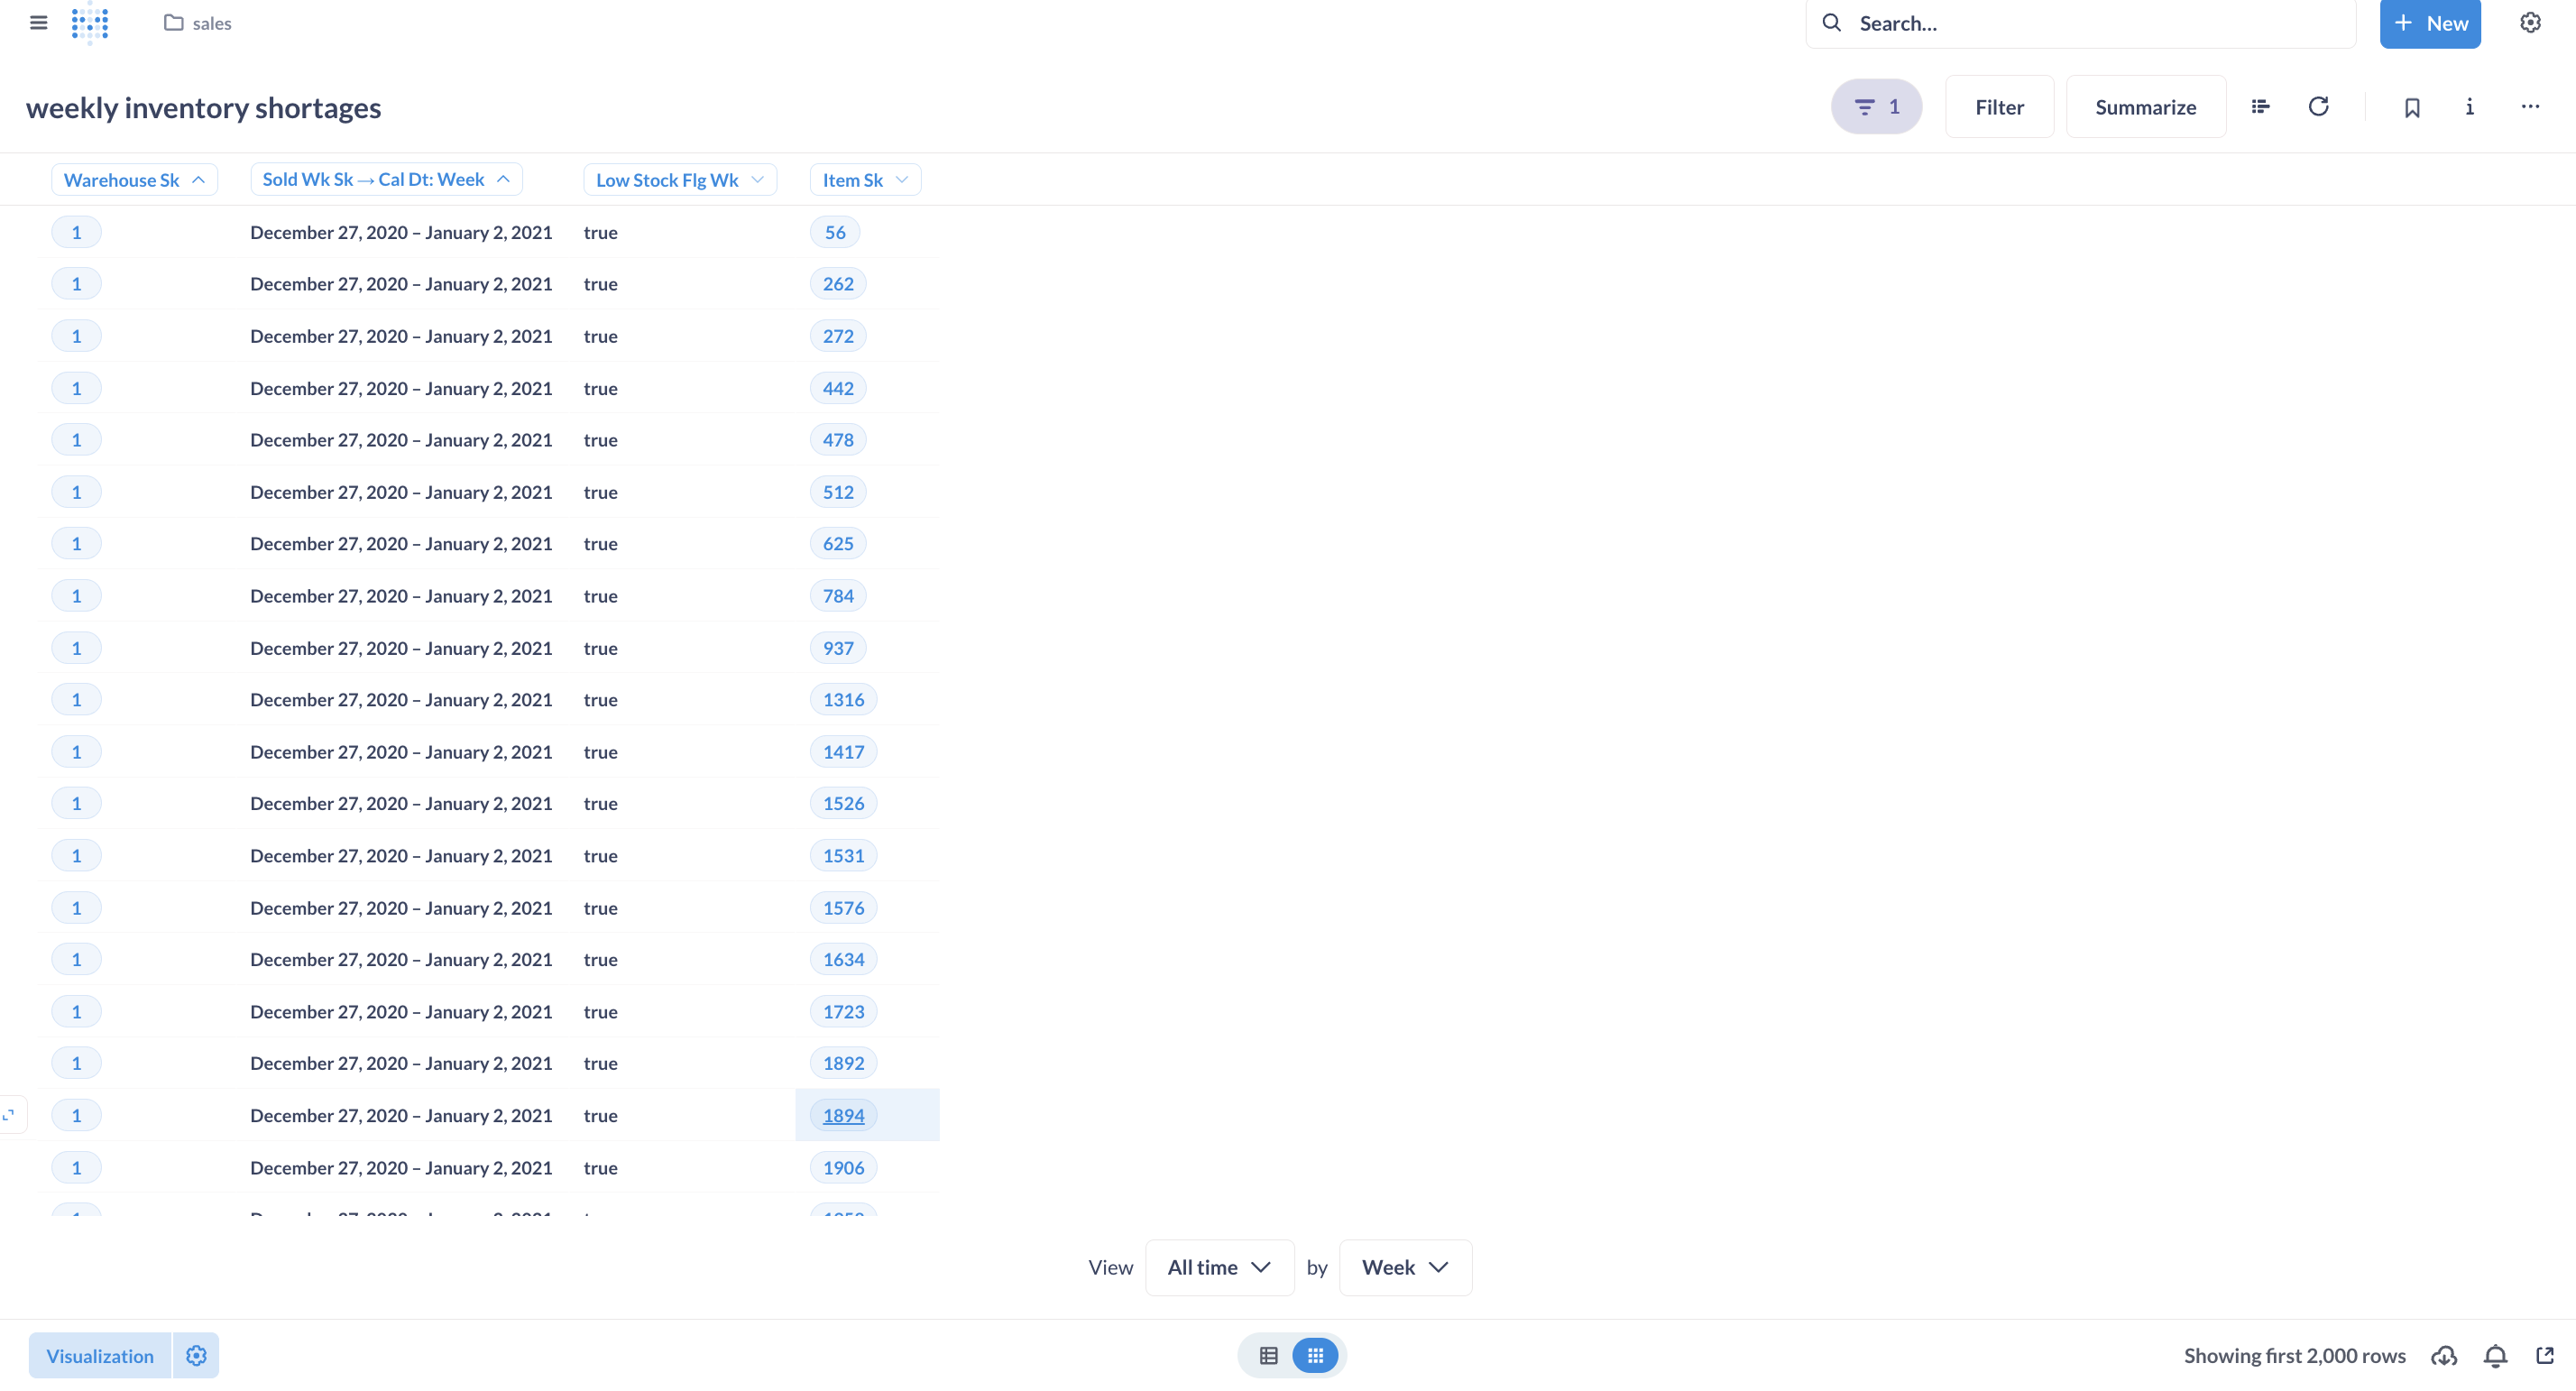 sales
Search...
New
weekly inventory shortages
1
Filter
Summarize
Warehouse Sk Sold Wk Sk → Cal Dt: Week Low Stock Flg Wk Item Sk
1 December 27, 2020 – January 2, 2021 true 56
1 December 27, 2020 – January 2, 2021 true 262
1 December 27, 2020 – January 2, 2021 true 272
1 December 27, 2020 – January 2, 2021 true 442
1 December 27, 2020 – January 2, 2021 true 478
1 December 27, 2020 – January 2, 2021 true 512
1 December 27, 2020 – January 2, 2021 true 625
1 December 27, 2020 – January 2, 2021 true 784
1 December 27, 2020 – January 2, 2021 true 937
1 December 27, 2020 – January 2, 2021 true 1316
1 December 27, 2020 – January 2, 2021 true 1417
1 December 27, 2020 – January 2, 2021 true 1526
1 December 27, 2020 – January 2, 2021 true 1531
1 December 27, 2020 – January 2, 2021 true 1576
1 December 27, 2020 – January 2, 2021 true 1634
1 December 27, 2020 – January 2, 2021 true 1723
1 December 27, 2020 – January 2, 2021 true 1892
1 December 27, 2020 – January 2, 2021 true 1894
1 December 27, 2020 – January 2, 2021 true 1906
View All time by Week
Visualization
Showing first 2,000 rows